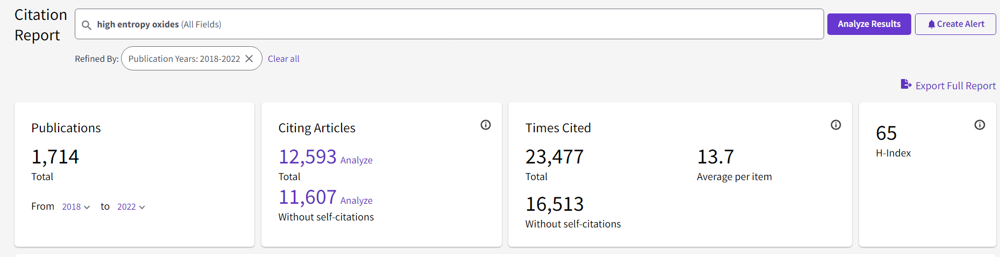 Citation
Report
high entropy oxides (All Fields)
Analyze Results
Create Alert
Refined By:
Publication Years: 2018-2022
Clear all
Export Full Report
Publications
1,714
Total
From 2018 to 2022
Citing Articles
12,593 Analyze
Total
11,607 Analyze
Without self-citations
Times Cited
23,477
Total
13.7
Average per item
16,513
Without self-citations
65
H-Index